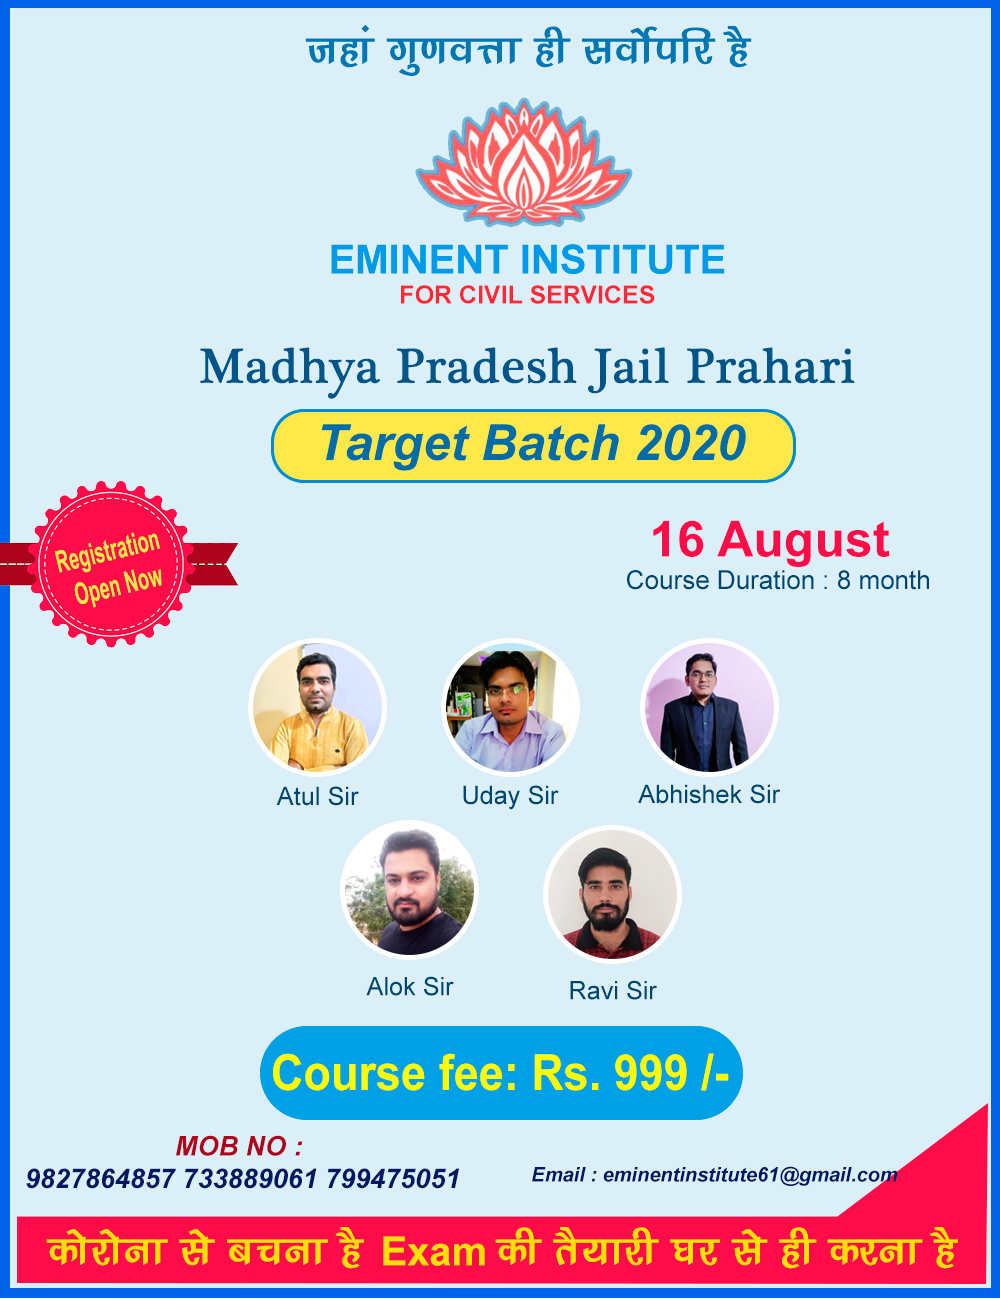 जहां गुणवत्ता ही सर्वोपरि है
EMINENT INSTITUTE
FOR CIVIL SERVICES
Madhya Pradesh Jail Prahari
Target Batch 2020
Registration
Open Now
16 August
Course Duration : 8 month
Atul Sir
Uday Sir
Abhishek Sir
Alok Sir
Ravi Sir
Course fee: Rs. 999 /-
MOB NO :
9827864857 733889061 799475051
Email : eminentinstitute61@gmail.com
कोरोना से बचना है Exam की तैयारी घर से ही करना है